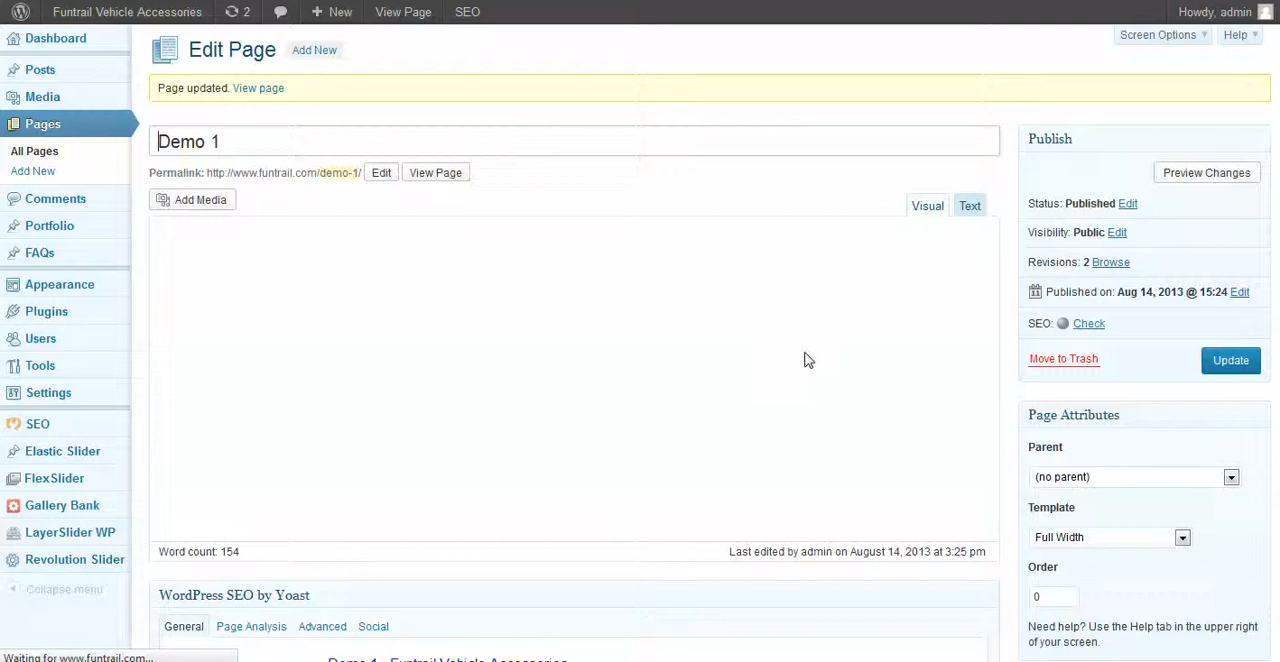 Funtrail Vehicle Accessories 2 New View Page SEO Howdy, admin
Dashboard
Posts
Media
Pages
All Pages
Add New
Comments
Portfolio
FAQs
Appearance
Plugins
Users
Tools
Settings
SEO
Elastic Slider
FlexSlider
Gallery Bank
LayerSlider WP
Revolution Slider
Collapse menu
Waiting for www.funtrail.com...
Screen Options Help
Edit Page Add New
Page updated. View page
Demo 1
Permalink: http://www.funtrail.com/demo-1/ Edit View Page
Add Media
Visual Text
Word count: 154 Last edited by admin on August 14, 2013 at 3:25 pm
WordPress SEO by Yoast
General Page Analysis Advanced Social
Demo 1 - Funtrail Vehicle Accessories
Publish
Preview Changes
Status: Published Edit
Visibility: Public Edit
Revisions: 2 Browse
Published on: Aug 14, 2013 @ 15:24 Edit
SEO: Check
Move to Trash Update
Page Attributes
Parent
(no parent)
Template
Full Width
Order
0
Need help? Use the Help tab in the upper right
of your screen.